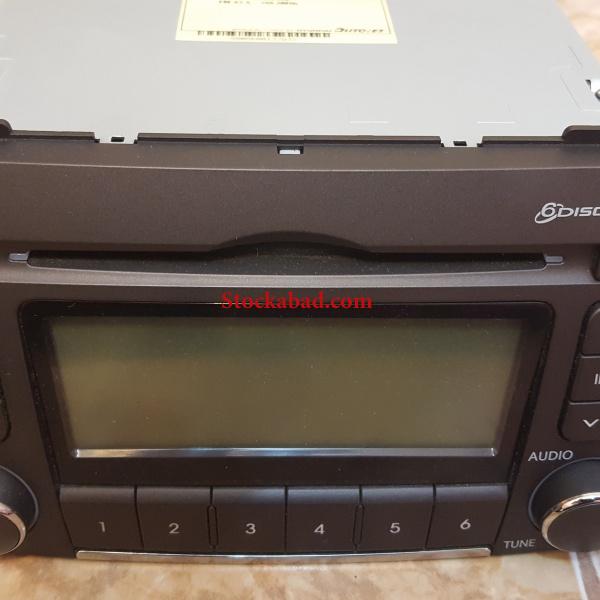 6DISC
Stockabad.com
AUDIO
1 2 3 4 5 6
TUNE